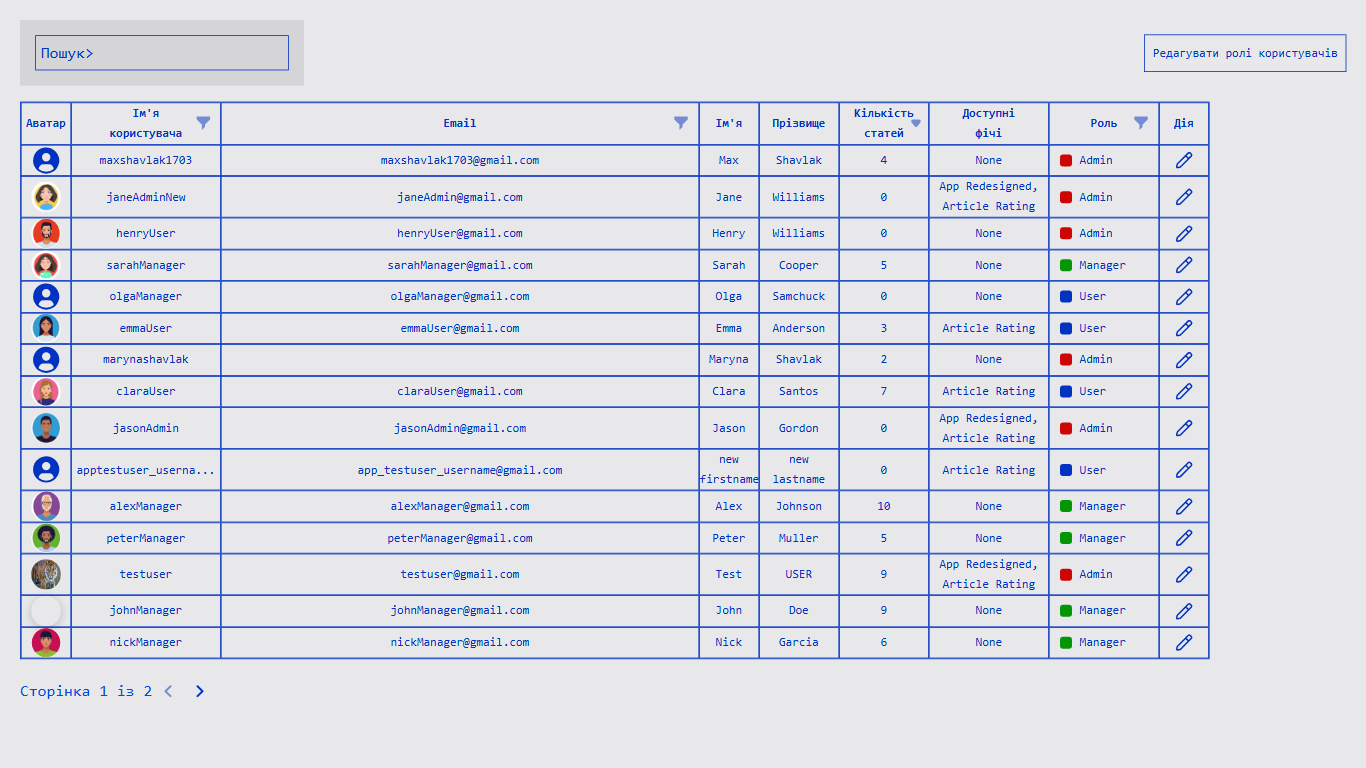 Пошук>
Редагувати ролі користувачів
Аватар Ім'я користувача Email Ім'я Прізвище Кількість статей Доступні фічі Роль Дія
maxshavlak1703 maxshavlak1703@gmail.com Max Shavlak 4 None Admin
janeAdminNew janeAdmin@gmail.com Jane Williams 0 App Redesigned, Article Rating Admin
henryUser henryUser@gmail.com Henry Williams 0 None Admin
sarahManager sarahManager@gmail.com Sarah Cooper 5 None Manager
olgaManager olgaManager@gmail.com Olga Samchuck 0 None User
emmaUser emmaUser@gmail.com Emma Anderson 3 Article Rating User
marynashavlak Maryna Shavlak 2 None Admin
claraUser claraUser@gmail.com Clara Santos 7 Article Rating User
jasonAdmin jasonAdmin@gmail.com Jason Gordon 0 App Redesigned, Article Rating Admin
apptestuser_userna... app_testuser_username@gmail.com new firstname new lastname 0 Article Rating User
alexManager alexManager@gmail.com Alex Johnson 10 None Manager
peterManager peterManager@gmail.com Peter Muller 5 None Manager
testuser testuser@gmail.com Test USER 9 App Redesigned, Article Rating Admin
johnManager johnManager@gmail.com John Doe 9 None Manager
nickManager nickManager@gmail.com Nick Garcia 6 None Manager
Сторінка 1 із 2